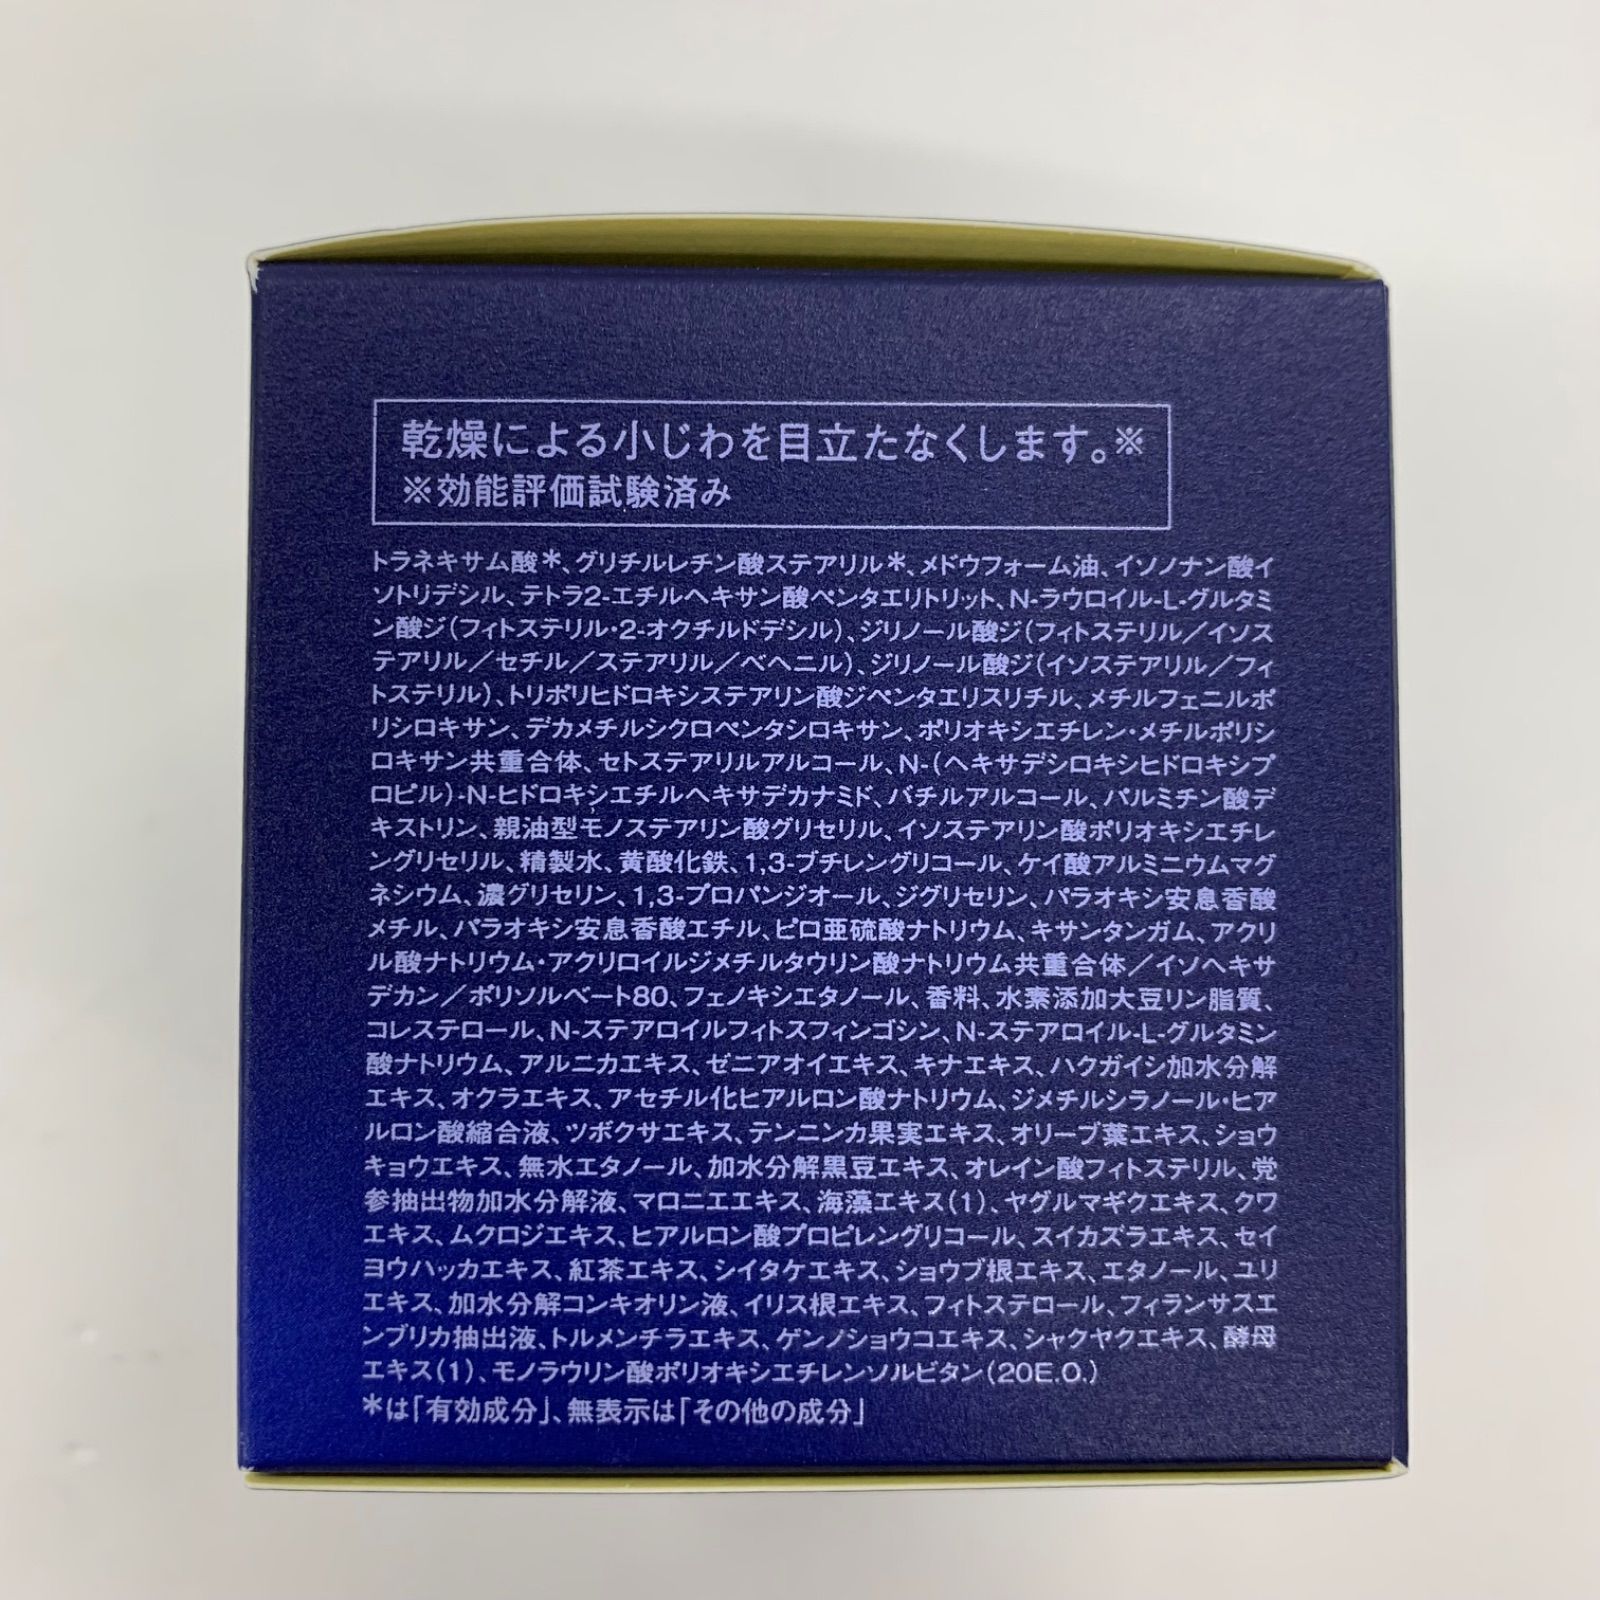 乾燥による小じわを目立たなくします。※
※効能評価試験済み
トラネキサム酸＊、グリチルレチン酸ステアリル＊、メドウフォーム油、イソノナン酸イ
ソトリデシル、テトラ2-エチルヘキサン酸ペンタエリトリット、N-ラウロイル-L-グルタミ
ン酸ジ（フィトステリル・2-オクチルドデシル）、ジリノール酸ジ（フィトステリル／イソス
テアリル／セチル／ステアリル／ベヘニル）、ジリノール酸ジ（イソステアリル／フィ
トステリル）、トリポリヒドロキシステアリン酸ジペンタエリスリチル、メチルフェニルポ
リシロキサン、デカメチルシクロペンタシロキサン、ポリオキシエチレン・メチルポリシ
ロキサン共重合体、セトステアリルアルコール、N-（ヘキサデシロキシヒドロキシプ
ロピル）-N-ヒドロキシエチルヘキサデカナミド、バチルアルコール、パルミチン酸デ
キストリン、親油型モノステアリン酸グリセリル、イソステアリン酸ポリオキシエチレ
ングリセリル、精製水、黄酸化鉄、1,3-ブチレングリコール、ケイ酸アルミニウムマグ
ネシウム、濃グリセリン、1,3-プロパンジオール、ジグリセリン、パラオキシ安息香酸
メチル、パラオキシ安息香酸エチル、ピロ亜硫酸ナトリウム、キサンタンガム、アクリ
ル酸ナトリウム・アクリロイルジメチルタウリン酸ナトリウム共重合体／イソヘキサ
デカン／ポリソルベート80、フェノキシエタノール、香料、水素添加大豆リン脂質、
コレステロール、N-ステアロイルフィトスフィンゴシン、N-ステアロイル-L-グルタミン
酸ナトリウム、アルニカエキス、ゼニアオイエキス、キナエキス、ハクガイシ加水分解
エキス、オクラエキス、アセチル化ヒアルロン酸ナトリウム、ジメチルシラノール・ヒア
ルロン酸縮合液、ツボクサエキス、テンニンカ果実エキス、オリーブ葉エキス、ショウ
キョウエキス、無水エタノール、加水分解黒豆エキス、オレイン酸フィトステリル、党
参抽出物加水分解液、マロニエエキス、海藻エキス（1）、ヤグルマギクエキス、クワ
エキス、ムクロジエキス、ヒアルロン酸プロピレングリコール、スイカズラエキス、セイ
ヨウハッカエキス、紅茶エキス、シイタケエキス、ショウブ根エキス、エタノール、ユリ
エキス、加水分解コンキオリン液、イリス根エキス、フィトステロール、フィランサスエ
ンブリカ抽出液、トルメンチラエキス、ゲンノショウコエキス、シャクヤクエキス、酵母
エキス（1）、モノラウリン酸ポリオキシエチレンソルビタン（20E.O.）
＊は「有効成分」、無表示は「その他の成分」